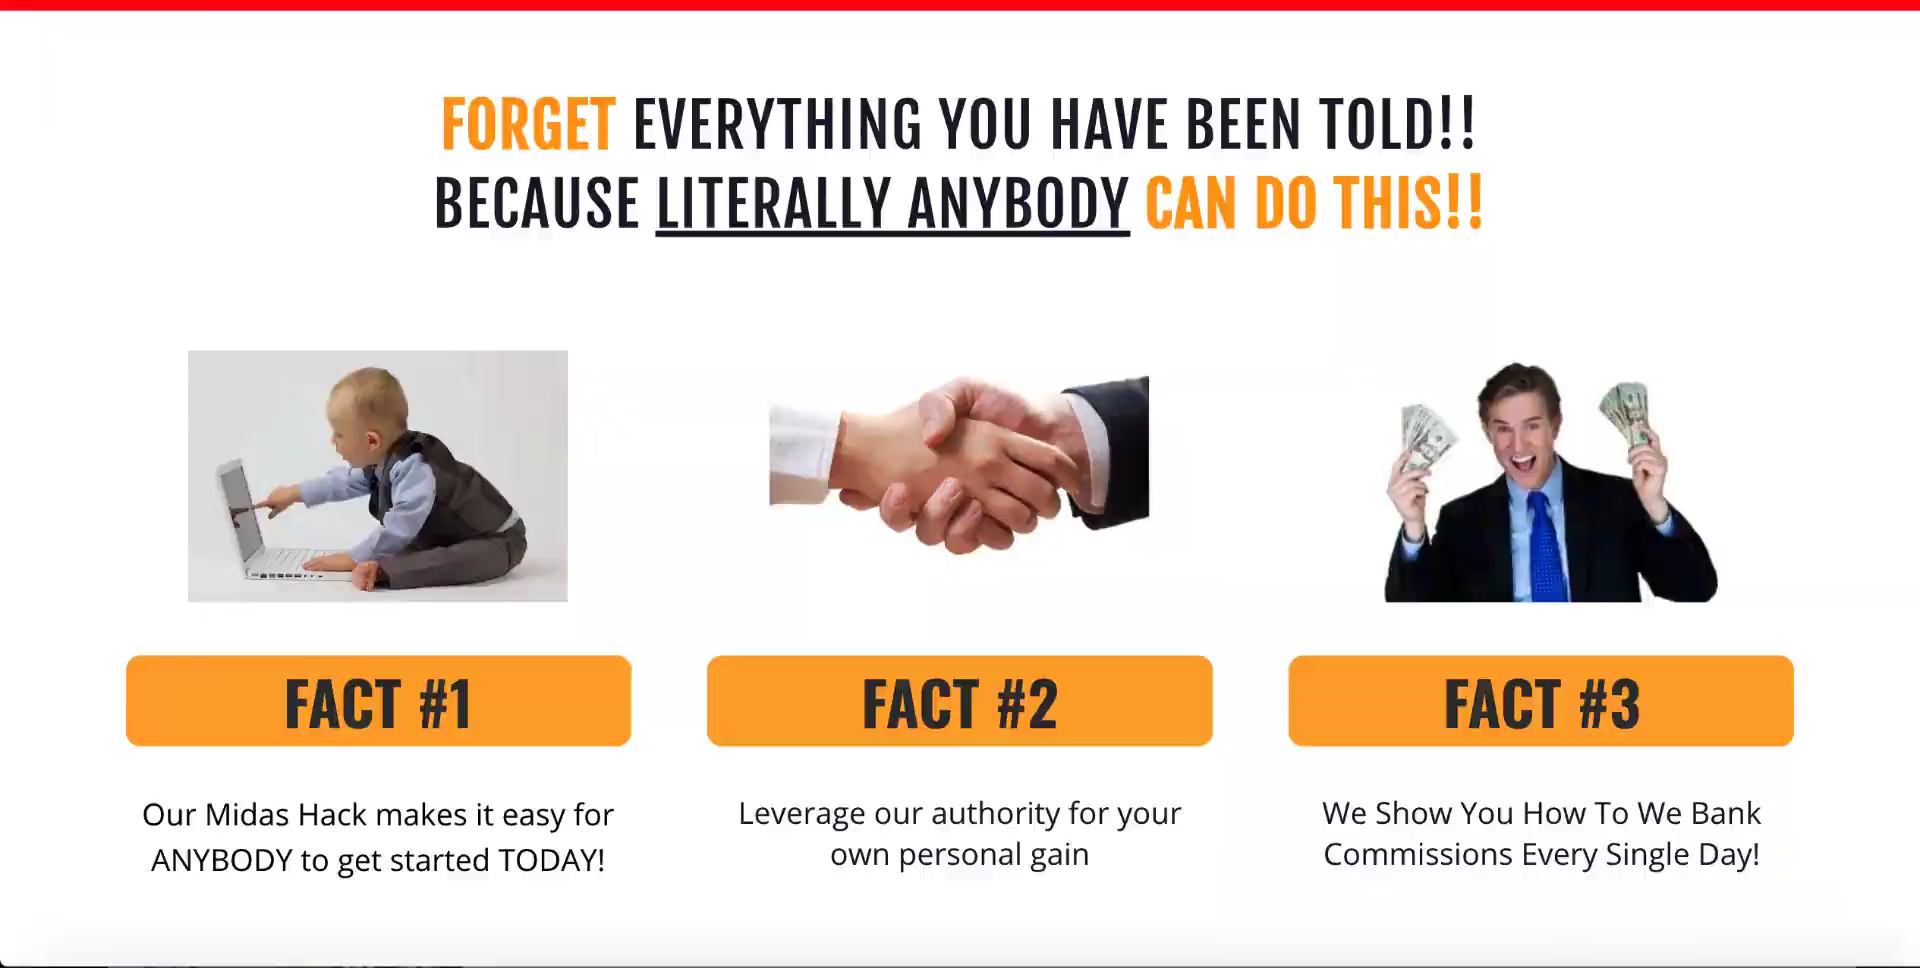 FORGET EVERYTHING YOU HAVE BEEN TOLD!!
BECAUSE LITERALLY ANYBODY CAN DO THIS!!
FACT #1
Our Midas Hack makes it easy for
ANYBODY to get started TODAY!
FACT #2
Leverage our authority for your
own personal gain
FACT #3
We Show You How To We Bank
Commissions Every Single Day!